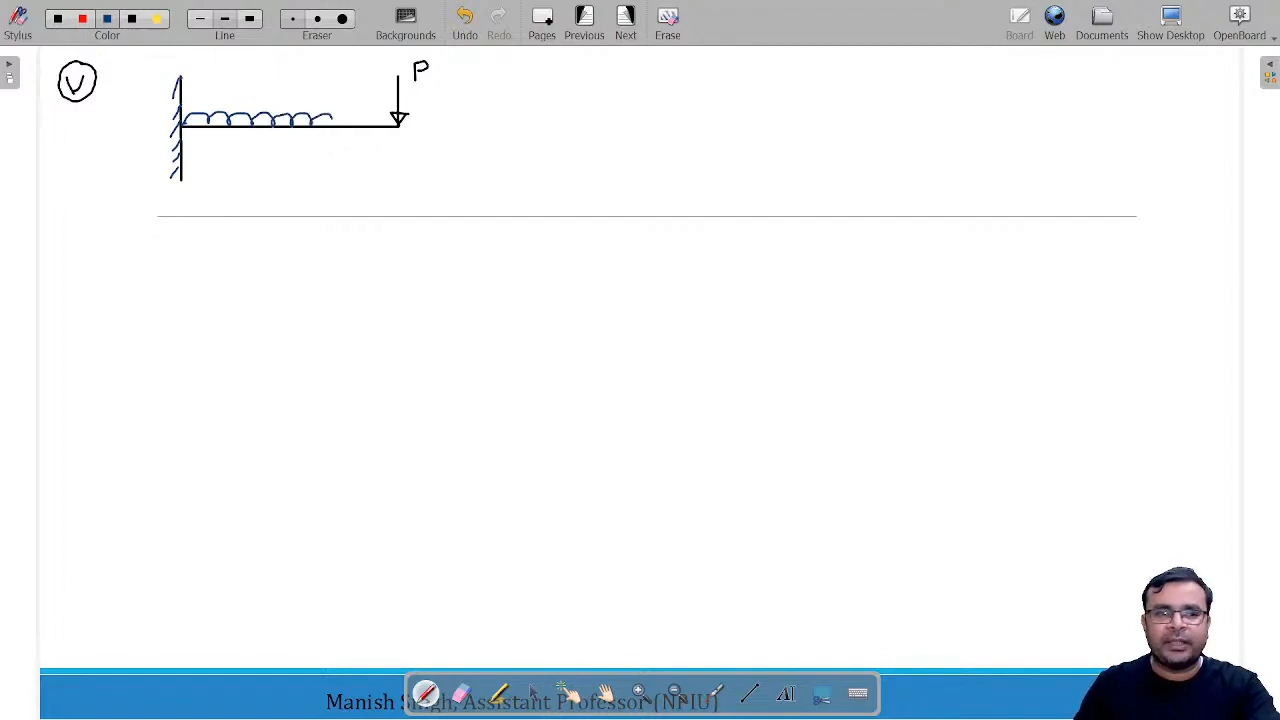 Stylus
Color
Line
Eraser
Backgrounds
Undo
Redo
Pages
Previous
Next
Erase
Board
Web
Documents
Show Desktop
OpenBoard
V
P
Manish Singh, Assistant Professor (NPIU)